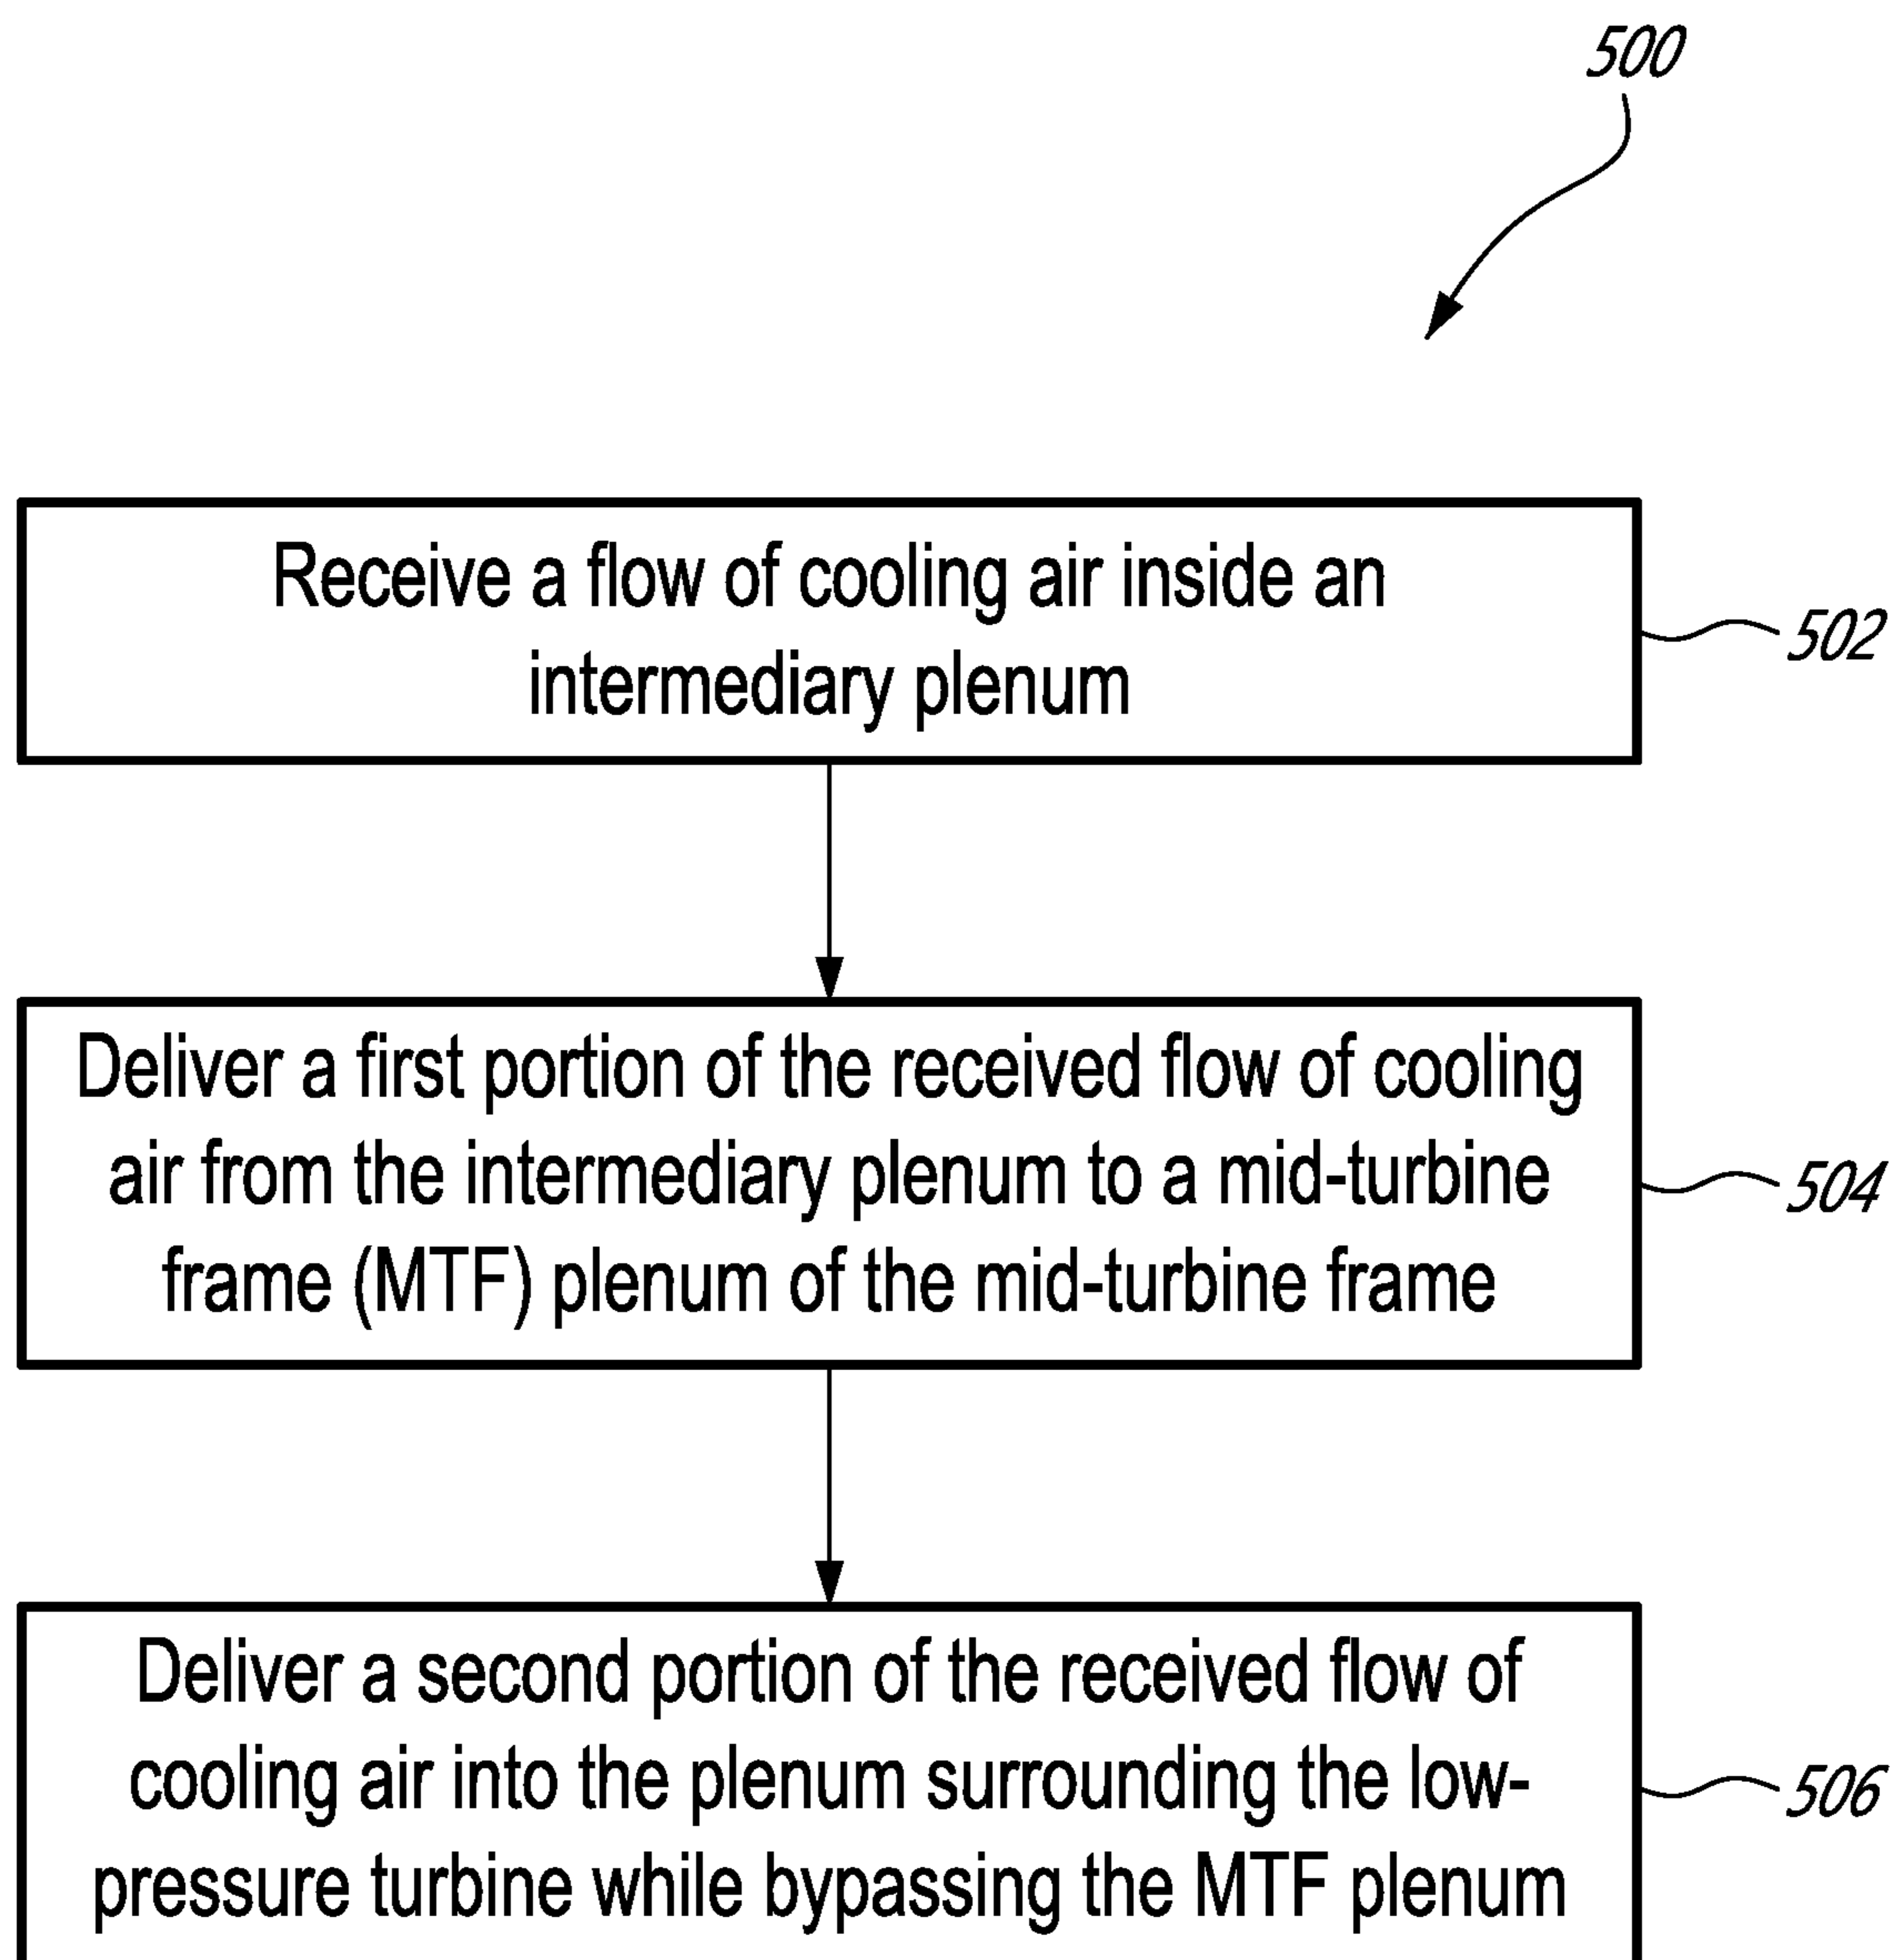 500
Receive a flow of cooling air inside an
intermediary plenum
502
Deliver a first portion of the received flow of cooling
air from the intermediary plenum to a mid-turbine
frame (MTF) plenum of the mid-turbine frame
504
Deliver a second portion of the received flow of
cooling air into the plenum surrounding the low-
pressure turbine while bypassing the MTF plenum
506